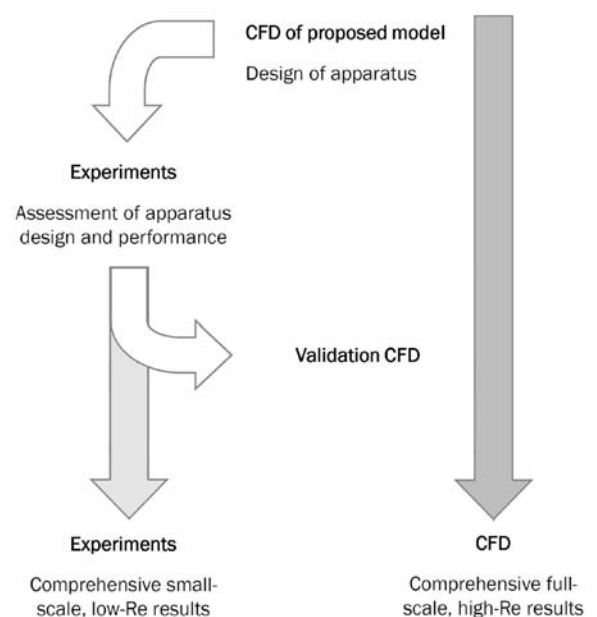 CFD of proposed model
Design of apparatus
Experiments
Assessment of apparatus
design and performance
Validation CFD
Experiments
Comprehensive small-
scale, low-Re results
CFD
Comprehensive full-
scale, high-Re results